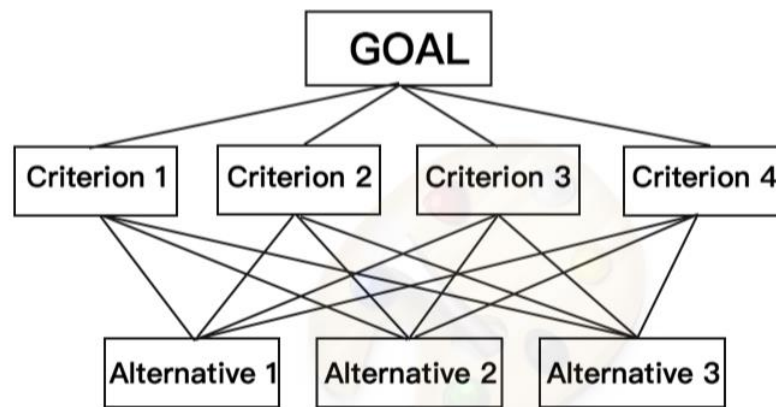 GOAL
Criterion 1
Criterion 2
Criterion 3
Criterion 4
Alternative 1
Alternative 2
Alternative 3